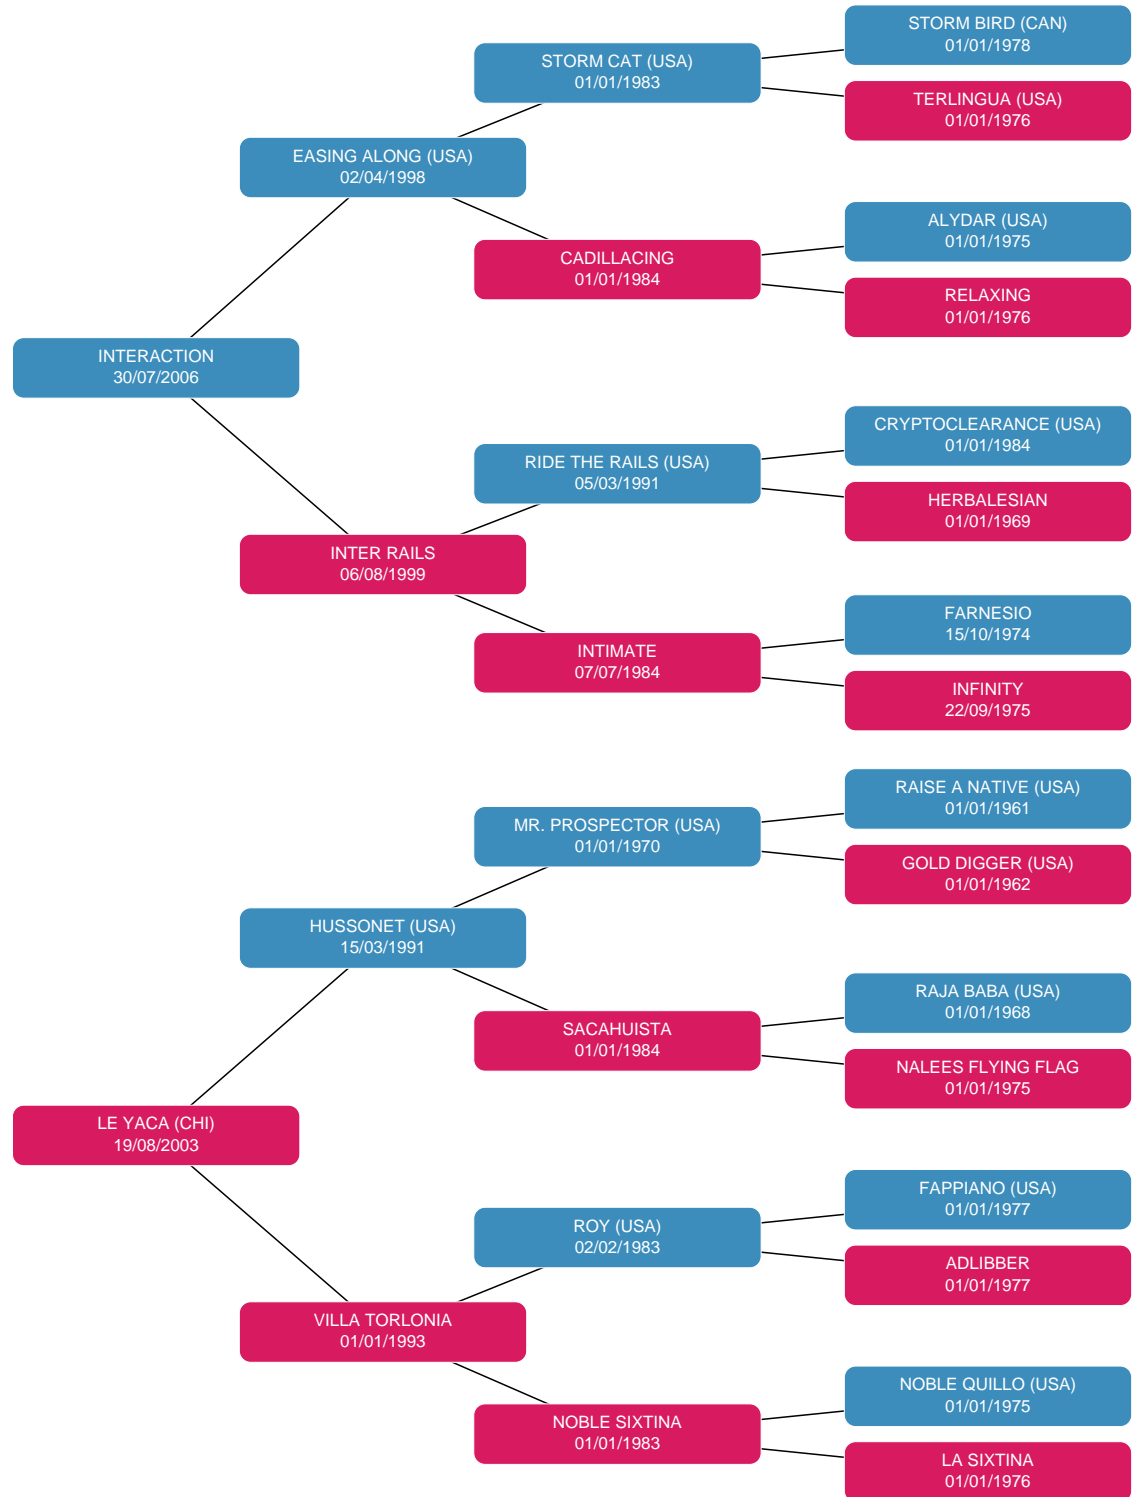 STORM BIRD (CAN)
01/01/1978
STORM CAT (USA)
01/01/1983
TERLINGUA (USA)
01/01/1976
EASING ALONG (USA)
02/04/1998
ALYDAR (USA)
01/01/1975
CADILLACING
01/01/1984
RELAXING
01/01/1976
INTERACTION
30/07/2006
CRYPTOCLEARANCE (USA)
01/01/1984
RIDE THE RAILS (USA)
05/03/1991
HERBALESIAN
01/01/1969
INTER RAILS
06/08/1999
FARNESIO
15/10/1974
INTIMATE
07/07/1984
INFINITY
22/09/1975
RAISE A NATIVE (USA)
01/01/1961
MR. PROSPECTOR (USA)
01/01/1970
GOLD DIGGER (USA)
01/01/1962
HUSSONET (USA)
15/03/1991
RAJA BABA (USA)
01/01/1968
SACAHUISTA
01/01/1984
NALEES FLYING FLAG
01/01/1975
LE YACA (CHI)
19/08/2003
FAPPIANO (USA)
01/01/1977
ROY (USA)
02/02/1983
ADLIBBER
01/01/1977
VILLA TORLONIA
01/01/1993
NOBLE QUILLO (USA)
01/01/1975
NOBLE SIXTINA
01/01/1983
LA SIXTINA
01/01/1976